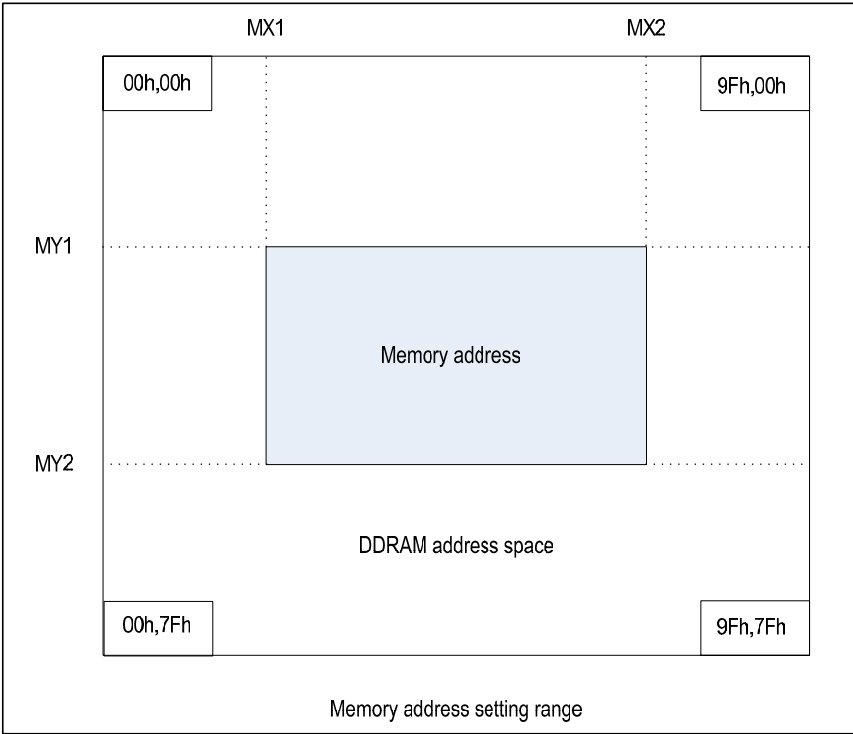 MX1 MX2
00h,00h 9Fh,00h
MY1
Memory address
MY2
DDRAM address space
00h,7Fh 9Fh,7Fh
Memory address setting range